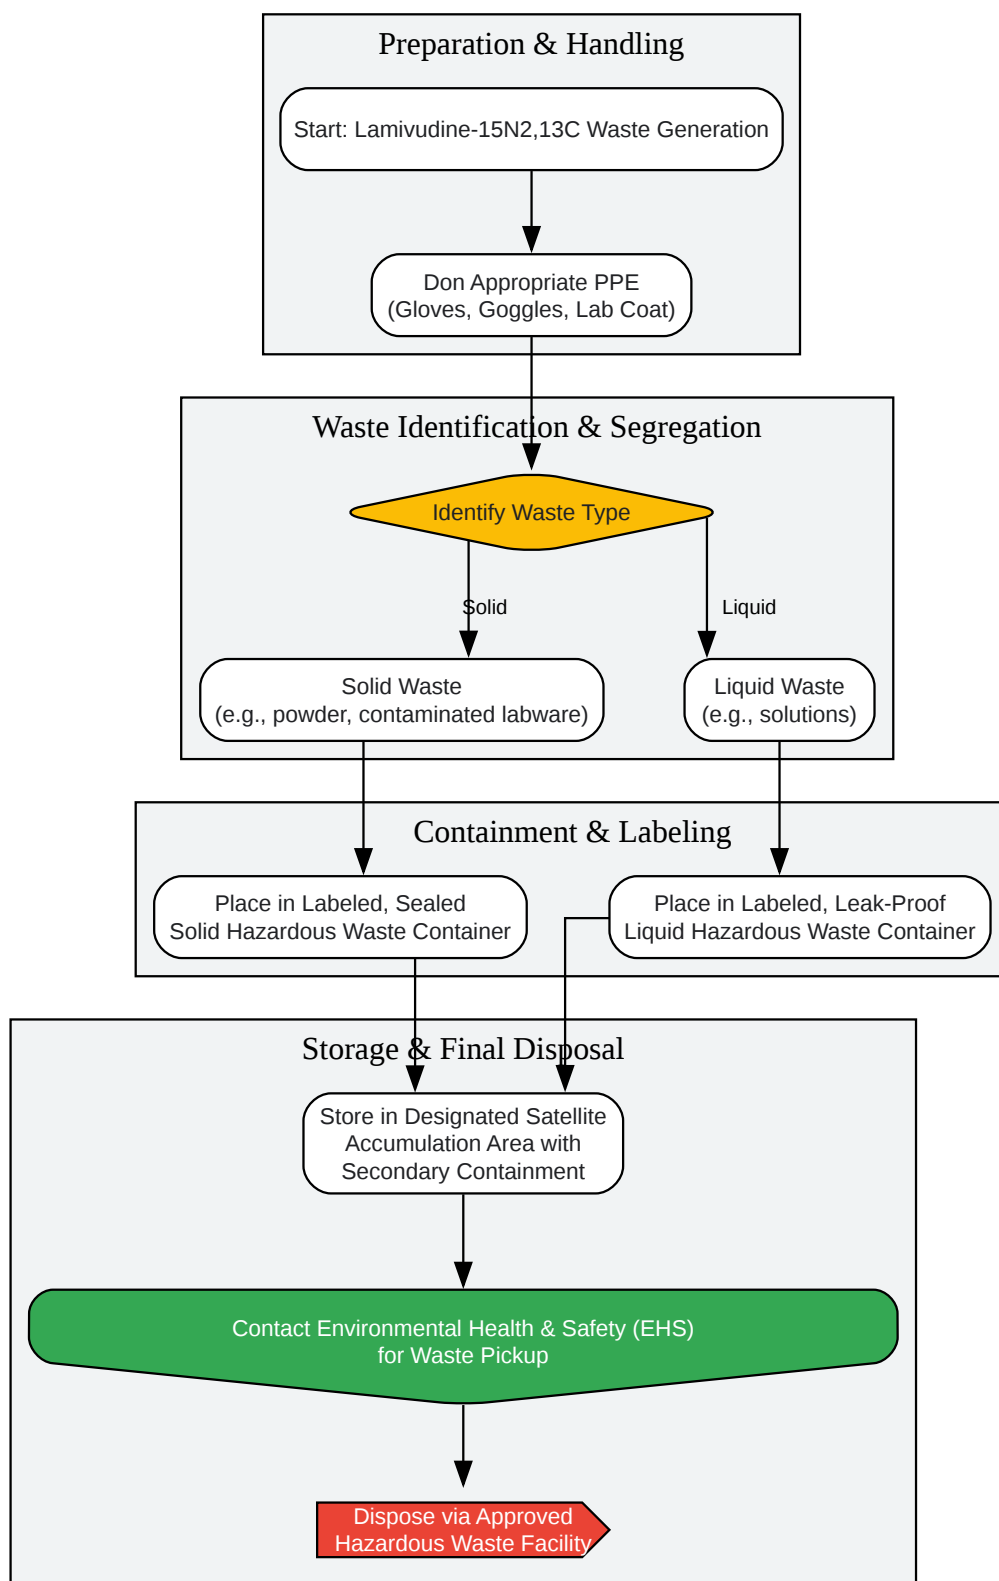 Preparation & Handling
Start: Lamivudine-15N2,13C Waste Generation
Don Appropriate PPE
(Gloves, Goggles, Lab Coat)
Waste Identification & Segregation
Identify Waste Type
Solid
Liquid
Solid Waste
(e.g., powder, contaminated labware)
Liquid Waste
(e.g., solutions)
Containment & Labeling
Place in Labeled, Sealed
Solid Hazardous Waste Container
Place in Labeled, Leak-Proof
Liquid Hazardous Waste Container
Storage & Final Disposal
Store in Designated Satellite
Accumulation Area with
Secondary Containment
Contact Environmental Health & Safety (EHS)
for Waste Pickup
Dispose via Approved
Hazardous Waste Facility